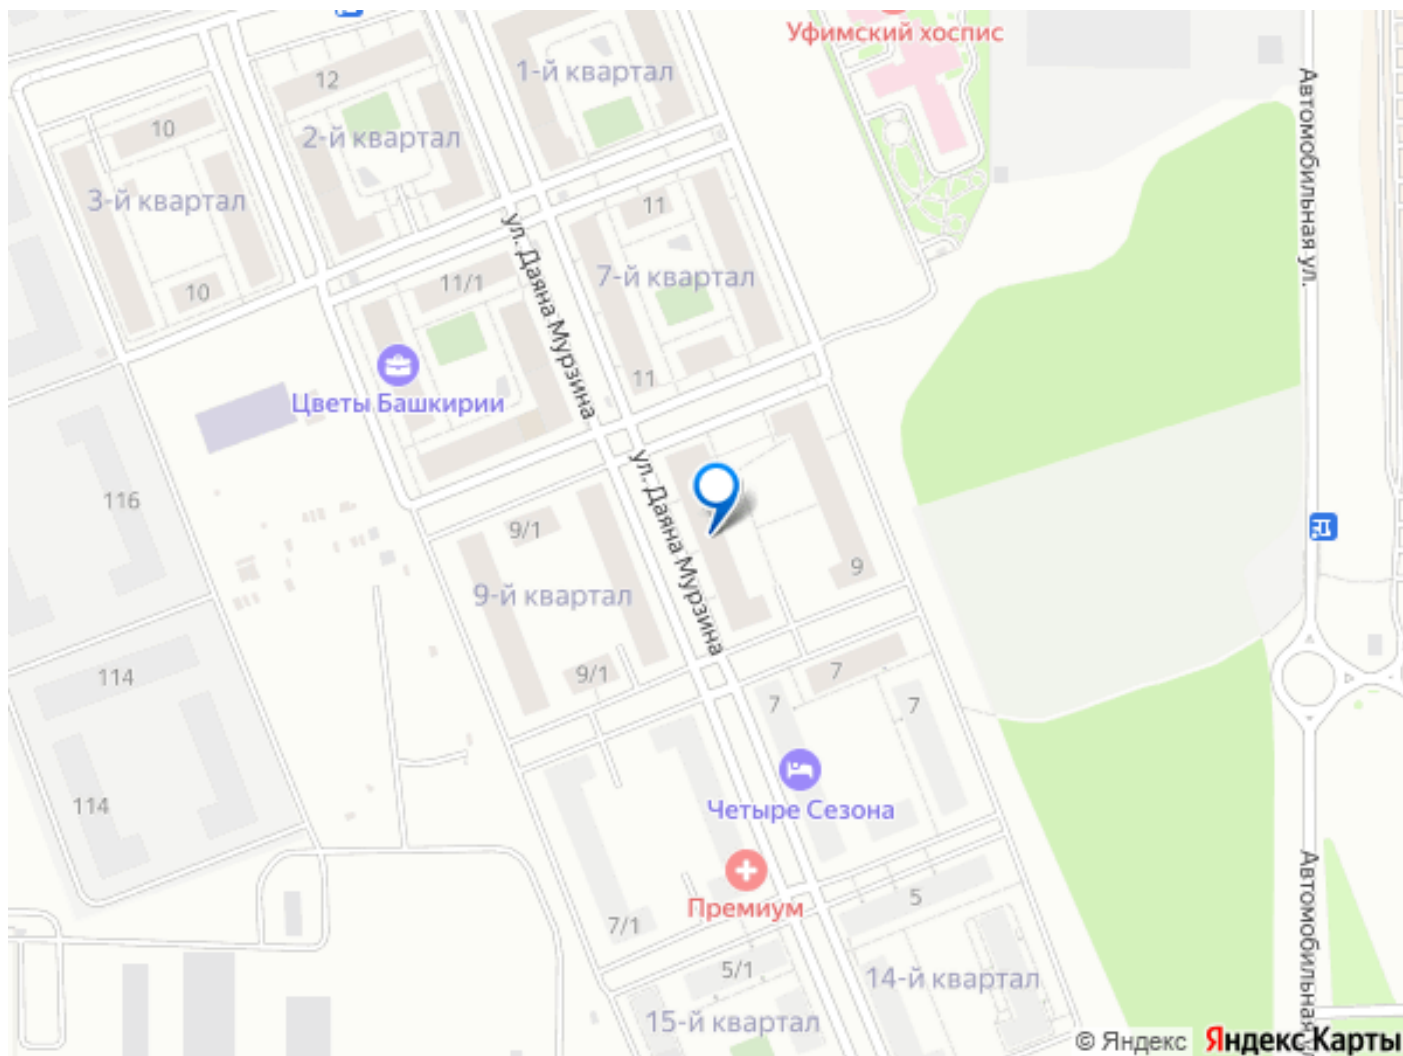 Уфимский хоспис
1-й квартал
12
2-й квартал
10
3-й квартал
10
11
7-й квартал
11/1
11
ул. Даяна Мурзина
Автомобильная ул.
Цветы Башкирии
ул. Даяна Мурзина
116
9/1
9-й квартал
9
9/1
114
7
7
7
114
Четыре Сезона
Премиум
5
7/1
5/1
14-й квартал
15-й квартал
Автомобильная ул
© Яндекс Яндекс Карты